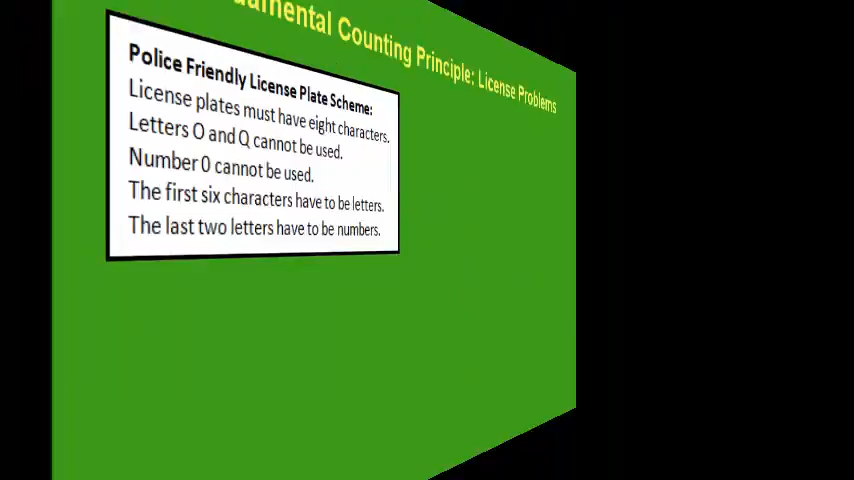 Counting Principle: License Problems
Police Friendly License Plate Scheme:
License plates must have eight characters.
Letters O and Q cannot be used.
Number 0 cannot be used.
The first six characters have to be letters.
The last two letters have to be numbers.